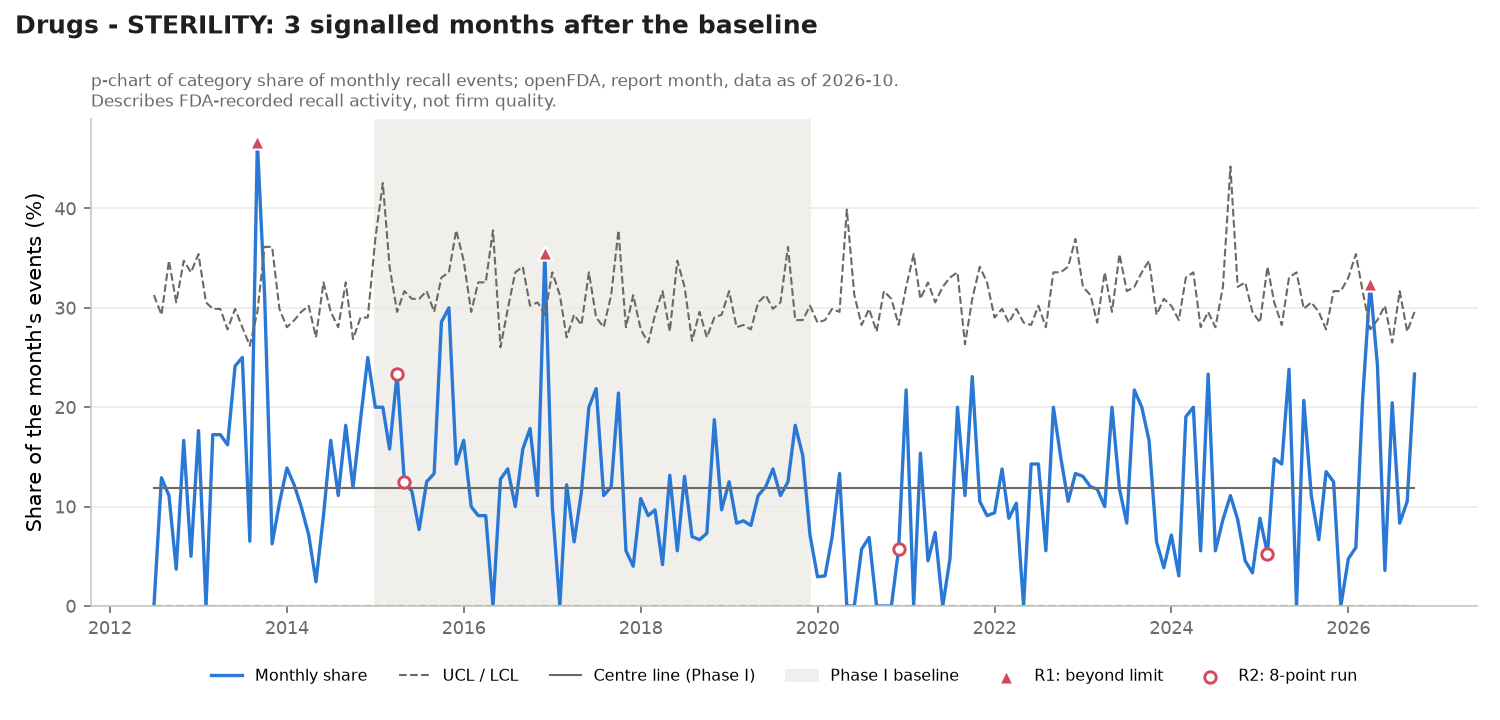 Drugs - STERILITY: 3 signalled months after the baseline
p-chart of category share of monthly recall events; openFDA, report month, data as of 2026-10.
Describes FDA-recorded recall activity, not firm quality.
Share of the month's events (%)
40
30
20
10
0
2012
2014
2016
2018
2020
2022
2024
2026
Monthly share
UCL / LCL
Centre line (Phase I)
Phase I baseline
R1: beyond limit
R2: 8-point run